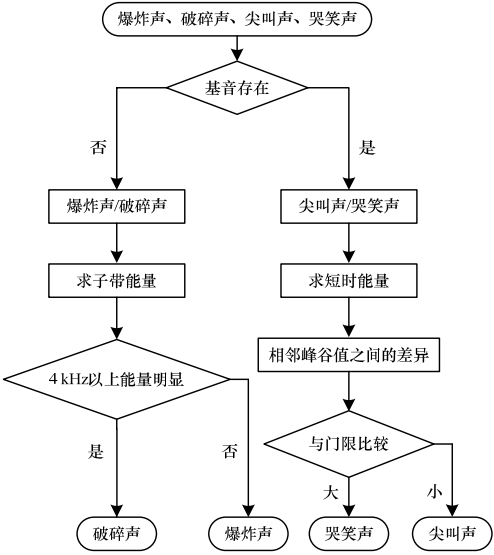 爆炸声、破碎声、尖叫声、哭笑声
基音存在
否
是
爆炸声/破碎声
尖叫声/哭笑声
求子带能量
求短时能量
相邻峰谷值之间的差异
4 kHz以上能量明显
与门限比较
是
否
大
小
破碎声
爆炸声
哭笑声
尖叫声